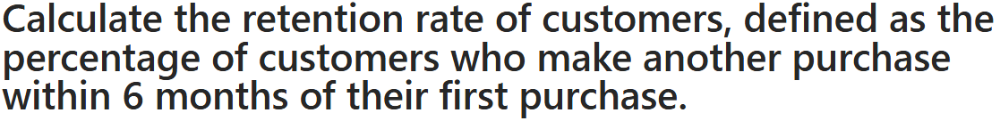 Calculate the retention rate of customers, defined as the
percentage of customers who make another purchase
within 6 months of their first purchase.